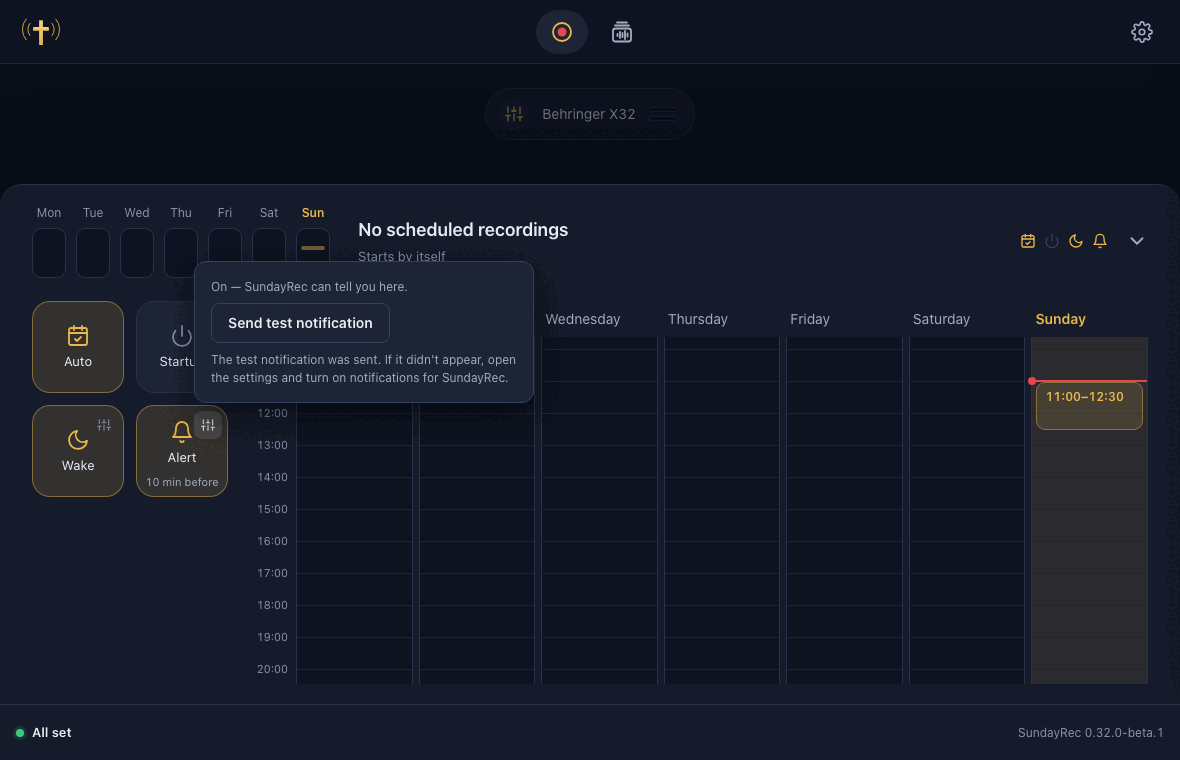 Behringer X32
Mon Tue Wed Thu Fri Sat Sun
No scheduled recordings
Starts by itself
On — SundayRec can tell you here.
Send test notification
The test notification was sent. If it didn't appear, open
the settings and turn on notifications for SundayRec.
Auto
Startu
Wake
Alert
10 min before
Wednesday Thursday Friday Saturday Sunday
11:00–12:30
12:00
13:00
14:00
15:00
16:00
17:00
18:00
19:00
20:00
All set
SundayRec 0.32.0-beta.1